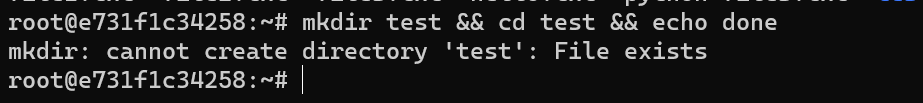 root@e731f1c34258:~# mkdir test && cd test && echo done
mkdir: cannot create directory 'test': File exists
root@e731f1c34258:~#